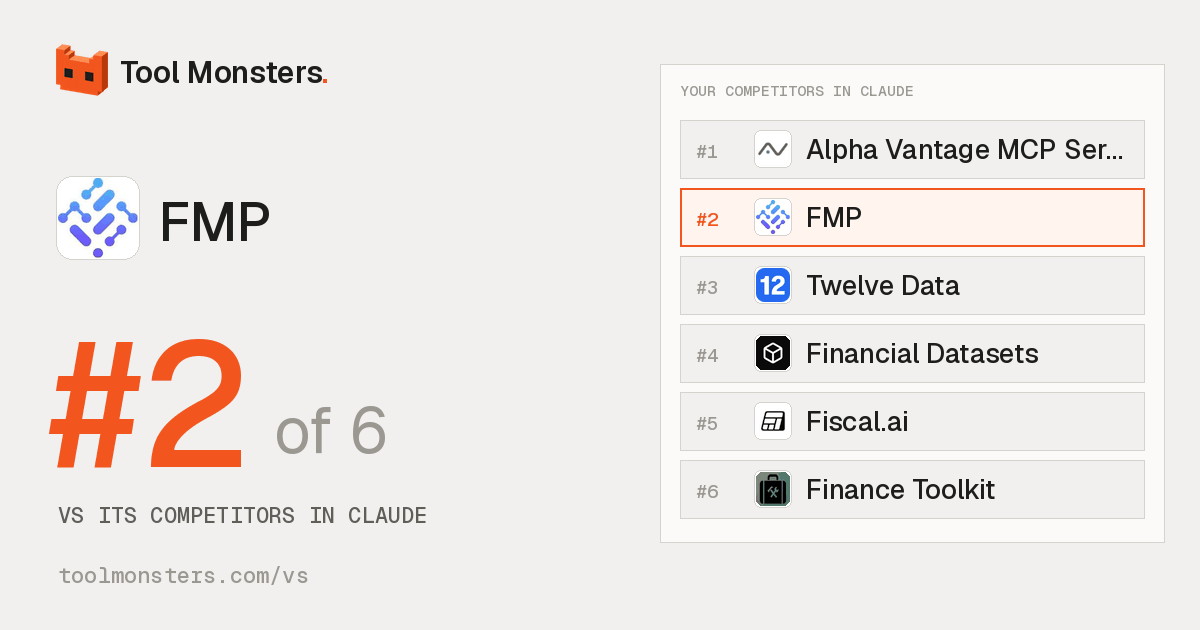 Tool Monsters.
FMP
#2 of 6
VS ITS COMPETITORS IN CLAUDE
toolmonsters.com/vs
YOUR COMPETITORS IN CLAUDE
#1 Alpha Vantage MCP Ser...
#2 FMP
#3 12 Twelve Data
#4 Financial Datasets
#5 Fiscal.ai
#6 Finance Toolkit